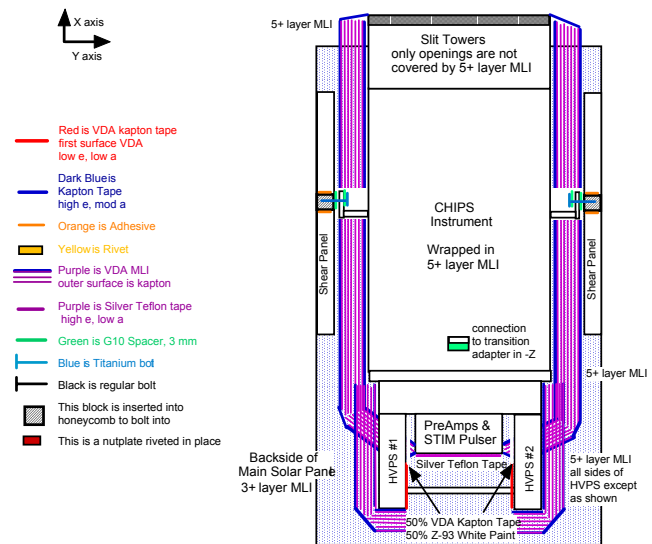 X axis
Y axis
5+ layer MLI
Slit Towers
only openings are not
covered by 5+ layer MLI
Red is VDA kapton tape
first surface VDA
low e, low a
Dark Blue is
Kapton Tape
high e, mod a
Orange is Adhesive
Yellow is Rivet
Purple is VDA MLI
outer surface is kapton
Purple is Silver Teflon tape
high e, low a
Green is G10 Spacer, 3 mm
Blue is Titanium bol
Black is regular bolt
This block is inserted into
honeycomb to bolt into
This is a nutplate riveted in place
Shear Panel
CHIPS
Instrument
Wrapped in
5+ layer MLI
Shear Panel
connection
to transition
adapter in -Z
5+ layer MLI
PreAmps &
STIM Pulser
HVPS #1
HVPS #2
Silver Teflon Tape
Backside of
Main Solar Pane
3+ layer MLI
5+ layer MLI
all sides of
HVPS except
as shown
50% VDA Kapton Tape
50% Z-93 White Paint